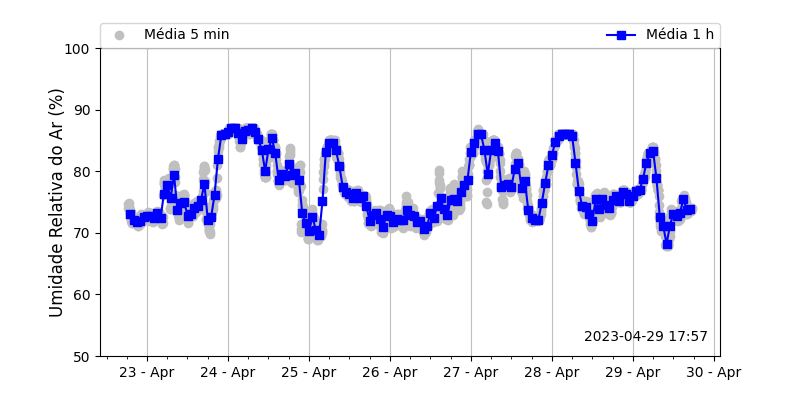 Média 5 min
Média 1 h
Umidade Relativa do Ar (%)
100
90
80
70
60
50
2023-04-29 17:57
23 - Apr
24 - Apr
25 - Apr
26 - Apr
27 - Apr
28 - Apr
29 - Apr
30 - Apr